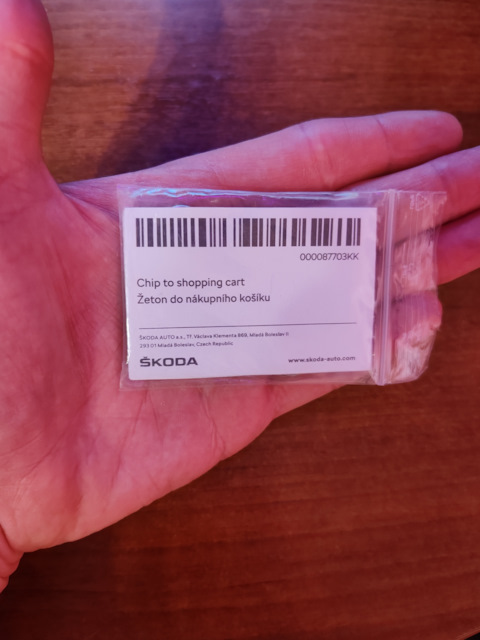 000087703KK
Chip to shopping cart
Žeton do nákupního košíku
ŠKODA AUTO a.s., Tř. Václava Klementa 869, Mladá Boleslav II
293 01 Mladá Boleslav, Czech Republic
ŠKODA www.skoda-auto.com